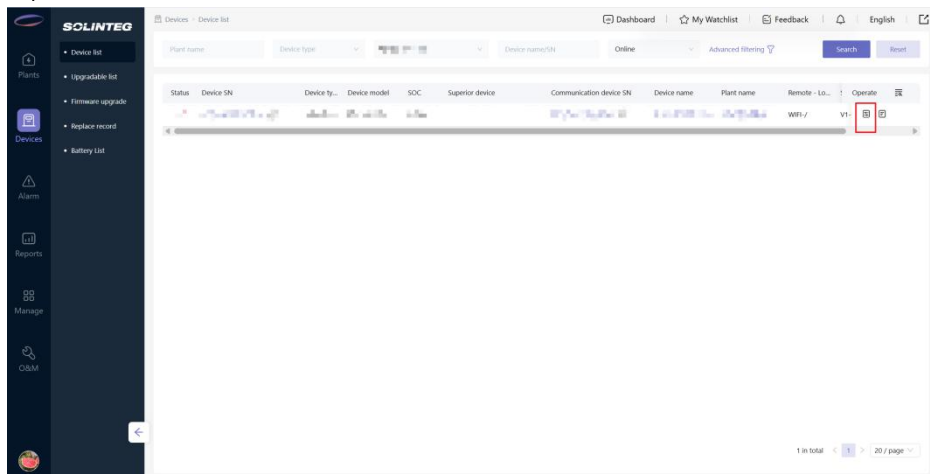 SOLINTEG
Devices · Device list
Dashboard
My Watchlist
Feedback
English
Plants
Devices
Alarm
Reports
Manage
O&M
• Device list
• Upgradable list
• Firmware upgrade
• Replace record
• Battery List
Plant name
Device type
Device name/SN
Online
Advanced filtering
Search
Reset
Status Device SN Device ty... Device model SOC Superior device Communication device SN Device name Plant name Remote - Lo... Operate
WIFI-/ V1-
1 in total < 1 > 20 / page